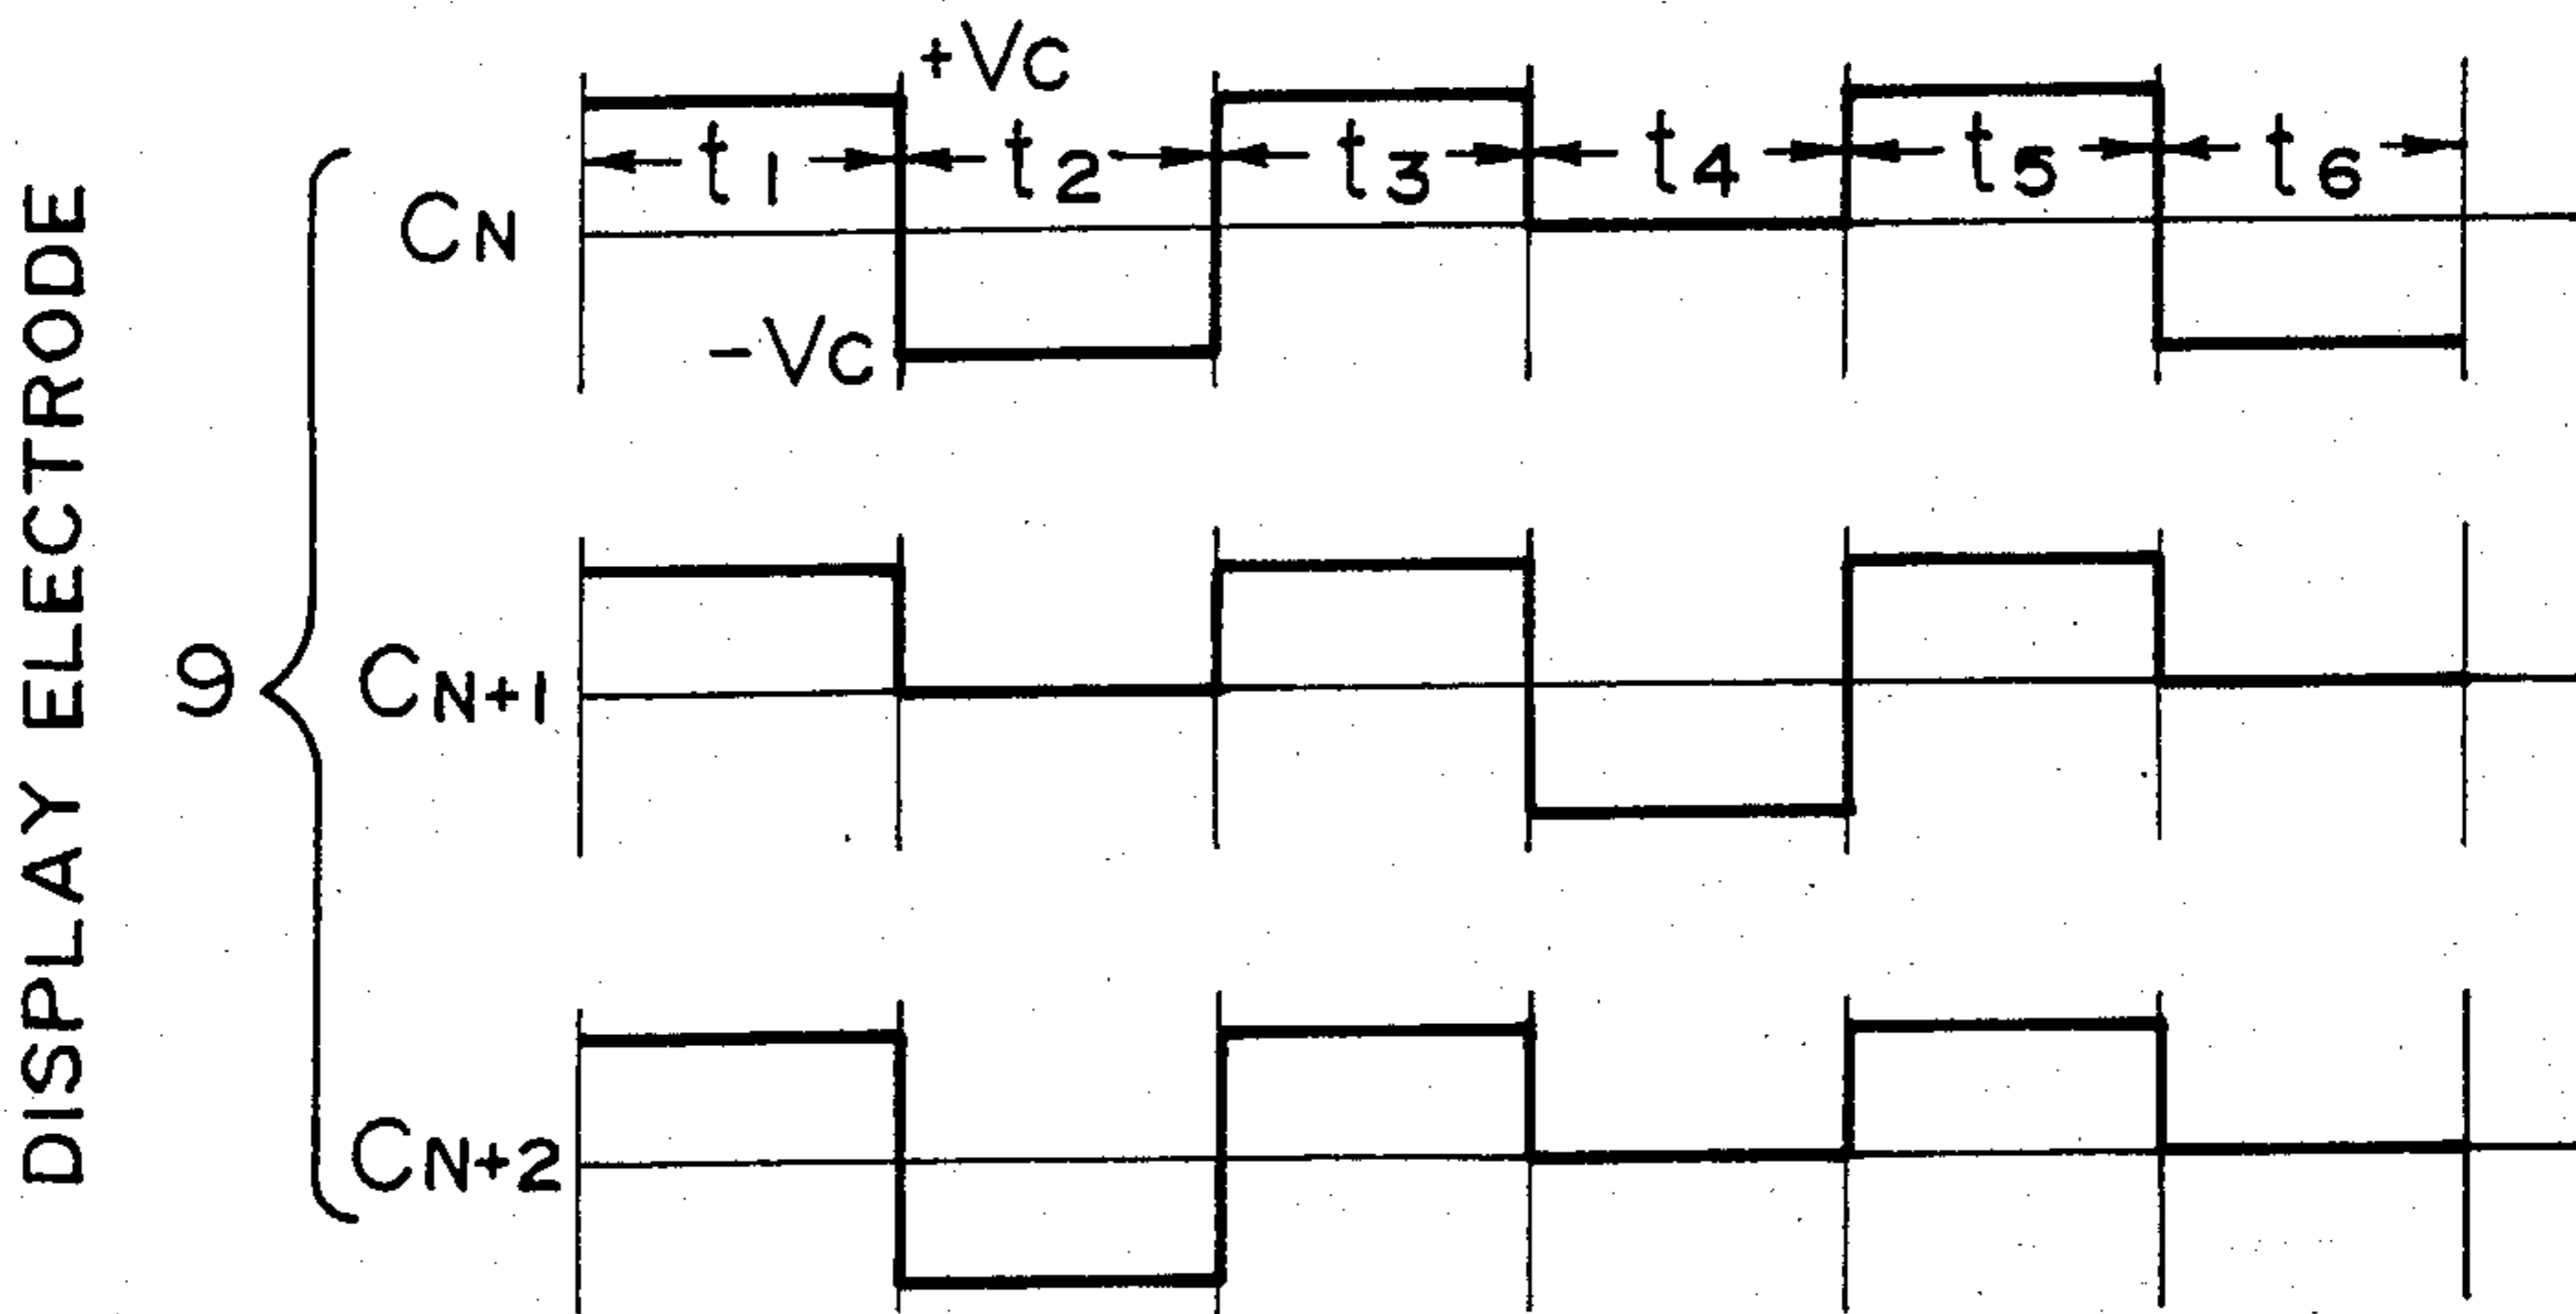 DISPLAY ELECTRODE
9
CN
+VC
-VC
t1 t2 t3 t4 t5 t6
CN+1
CN+2